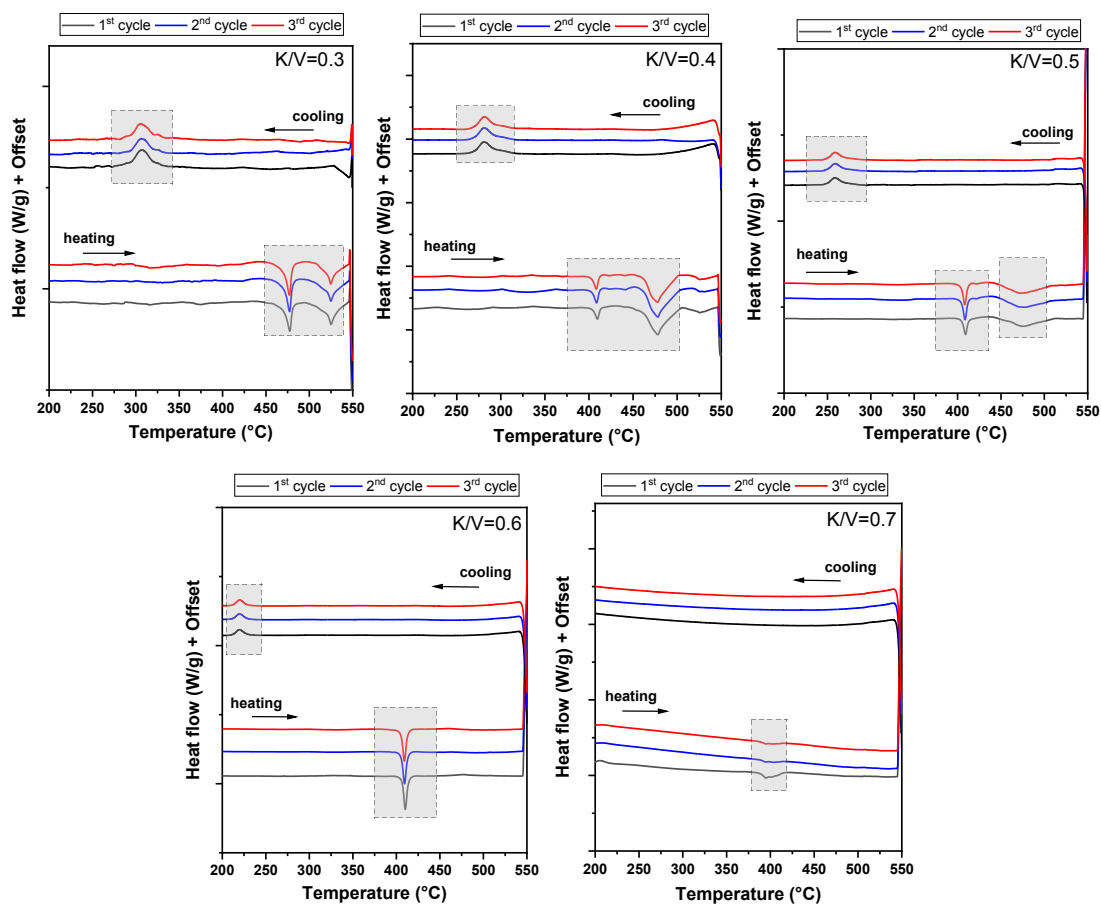 1st cycle 2nd cycle 3rd cycle
K/V=0.3
cooling
heating
Heat flow (W/g) + Offset
200 250 300 350 400 450 500 550
Temperature (°C)
1st cycle 2nd cycle 3rd cycle
K/V=0.4
cooling
heating
Heat flow (W/g) + Offset
200 250 300 350 400 450 500 550
Temperature (°C)
1st cycle 2nd cycle 3rd cycle
K/V=0.5
cooling
heating
Heat flow (W/g) + Offset
200 250 300 350 400 450 500 550
Temperature (°C)
1st cycle 2nd cycle 3rd cycle
K/V=0.6
cooling
heating
Heat flow (W/g) + Offset
200 250 300 350 400 450 500 550
Temperature (°C)
1st cycle 2nd cycle 3rd cycle
K/V=0.7
cooling
heating
Heat flow (W/g) + Offset
200 250 300 350 400 450 500 550
Temperature (°C)